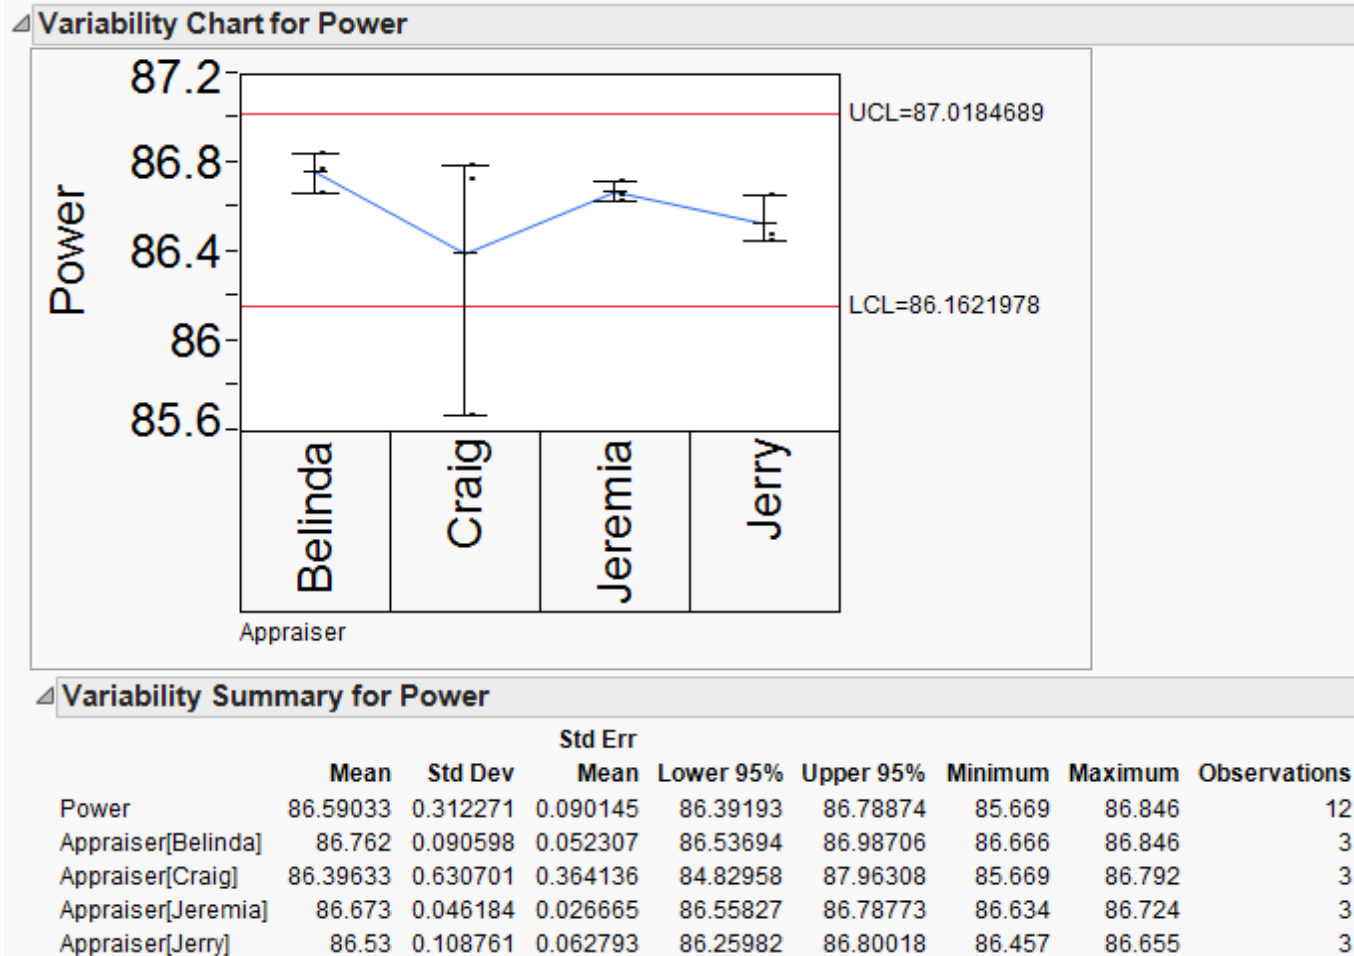 Variability Chart for Power
87.2
UCL=87.0184689
86.8
Power
86.4
LCL=86.1621978
86
85.6
Belinda Craig Jeremia Jerry
Appraiser
Variability Summary for Power
Std Err
Mean Std Dev Mean Lower 95% Upper 95% Minimum Maximum Observations
Power 86.59033 0.312271 0.090145 86.39193 86.78874 85.669 86.846 12
Appraiser[Belinda] 86.762 0.090598 0.052307 86.53694 86.98706 86.666 86.846 3
Appraiser[Craig] 86.39633 0.630701 0.364136 84.82958 87.96308 85.669 86.792 3
Appraiser[Jeremia] 86.673 0.046184 0.026665 86.55827 86.78773 86.634 86.724 3
Appraiser[Jerry] 86.53 0.108761 0.062793 86.25982 86.80018 86.457 86.655 3